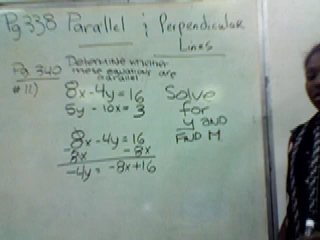 Pg 338 Parallel & Perpendicular
Lines
Pg 340 Determine whether
these equations are
parallel
#11)
8x - 4y = 16
5y - 10x = 3
Solve
for
y AND
FIND M
8x - 4y = 16
-8x - 8x
-4y = -8x + 16